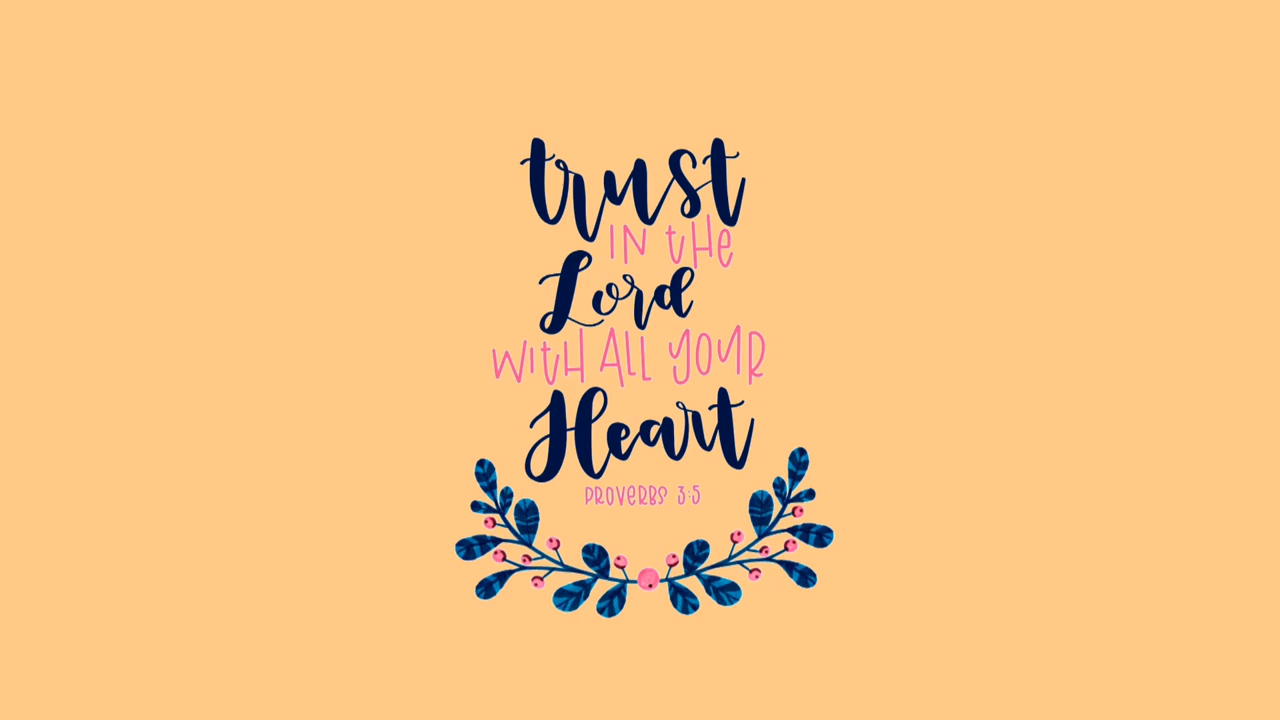 trust
IN tHe
Lord
WitH ALL YOUR
Heart
PROVeRBS 3:5